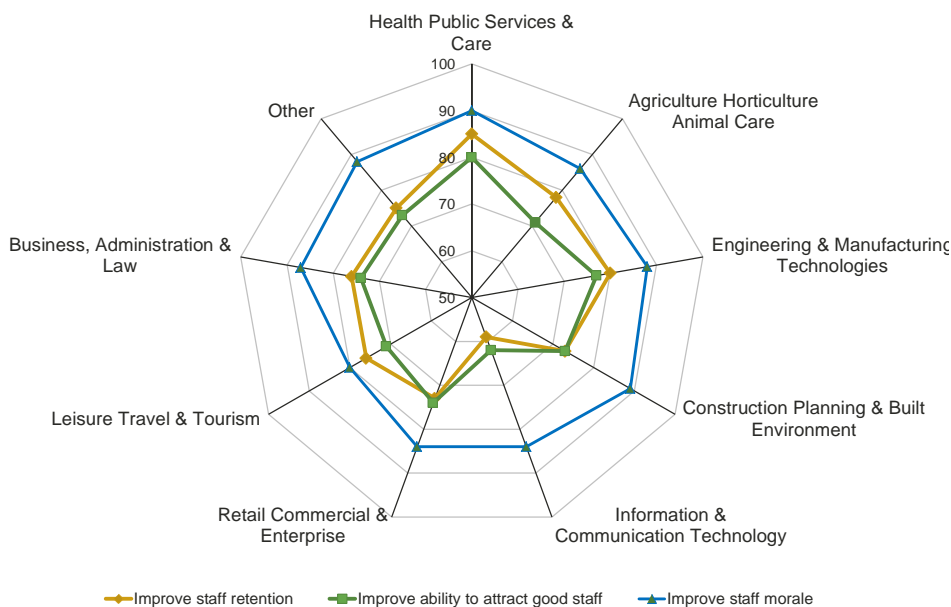 Health Public Services &
Care
100
90
80
70
60
50
Agriculture Horticulture
Animal Care
Engineering & Manufacturing
Technologies
Construction Planning & Built
Environment
Information &
Communication Technology
Retail Commercial &
Enterprise
Leisure Travel & Tourism
Business, Administration &
Law
Other
Improve staff retention
Improve ability to attract good staff
Improve staff morale